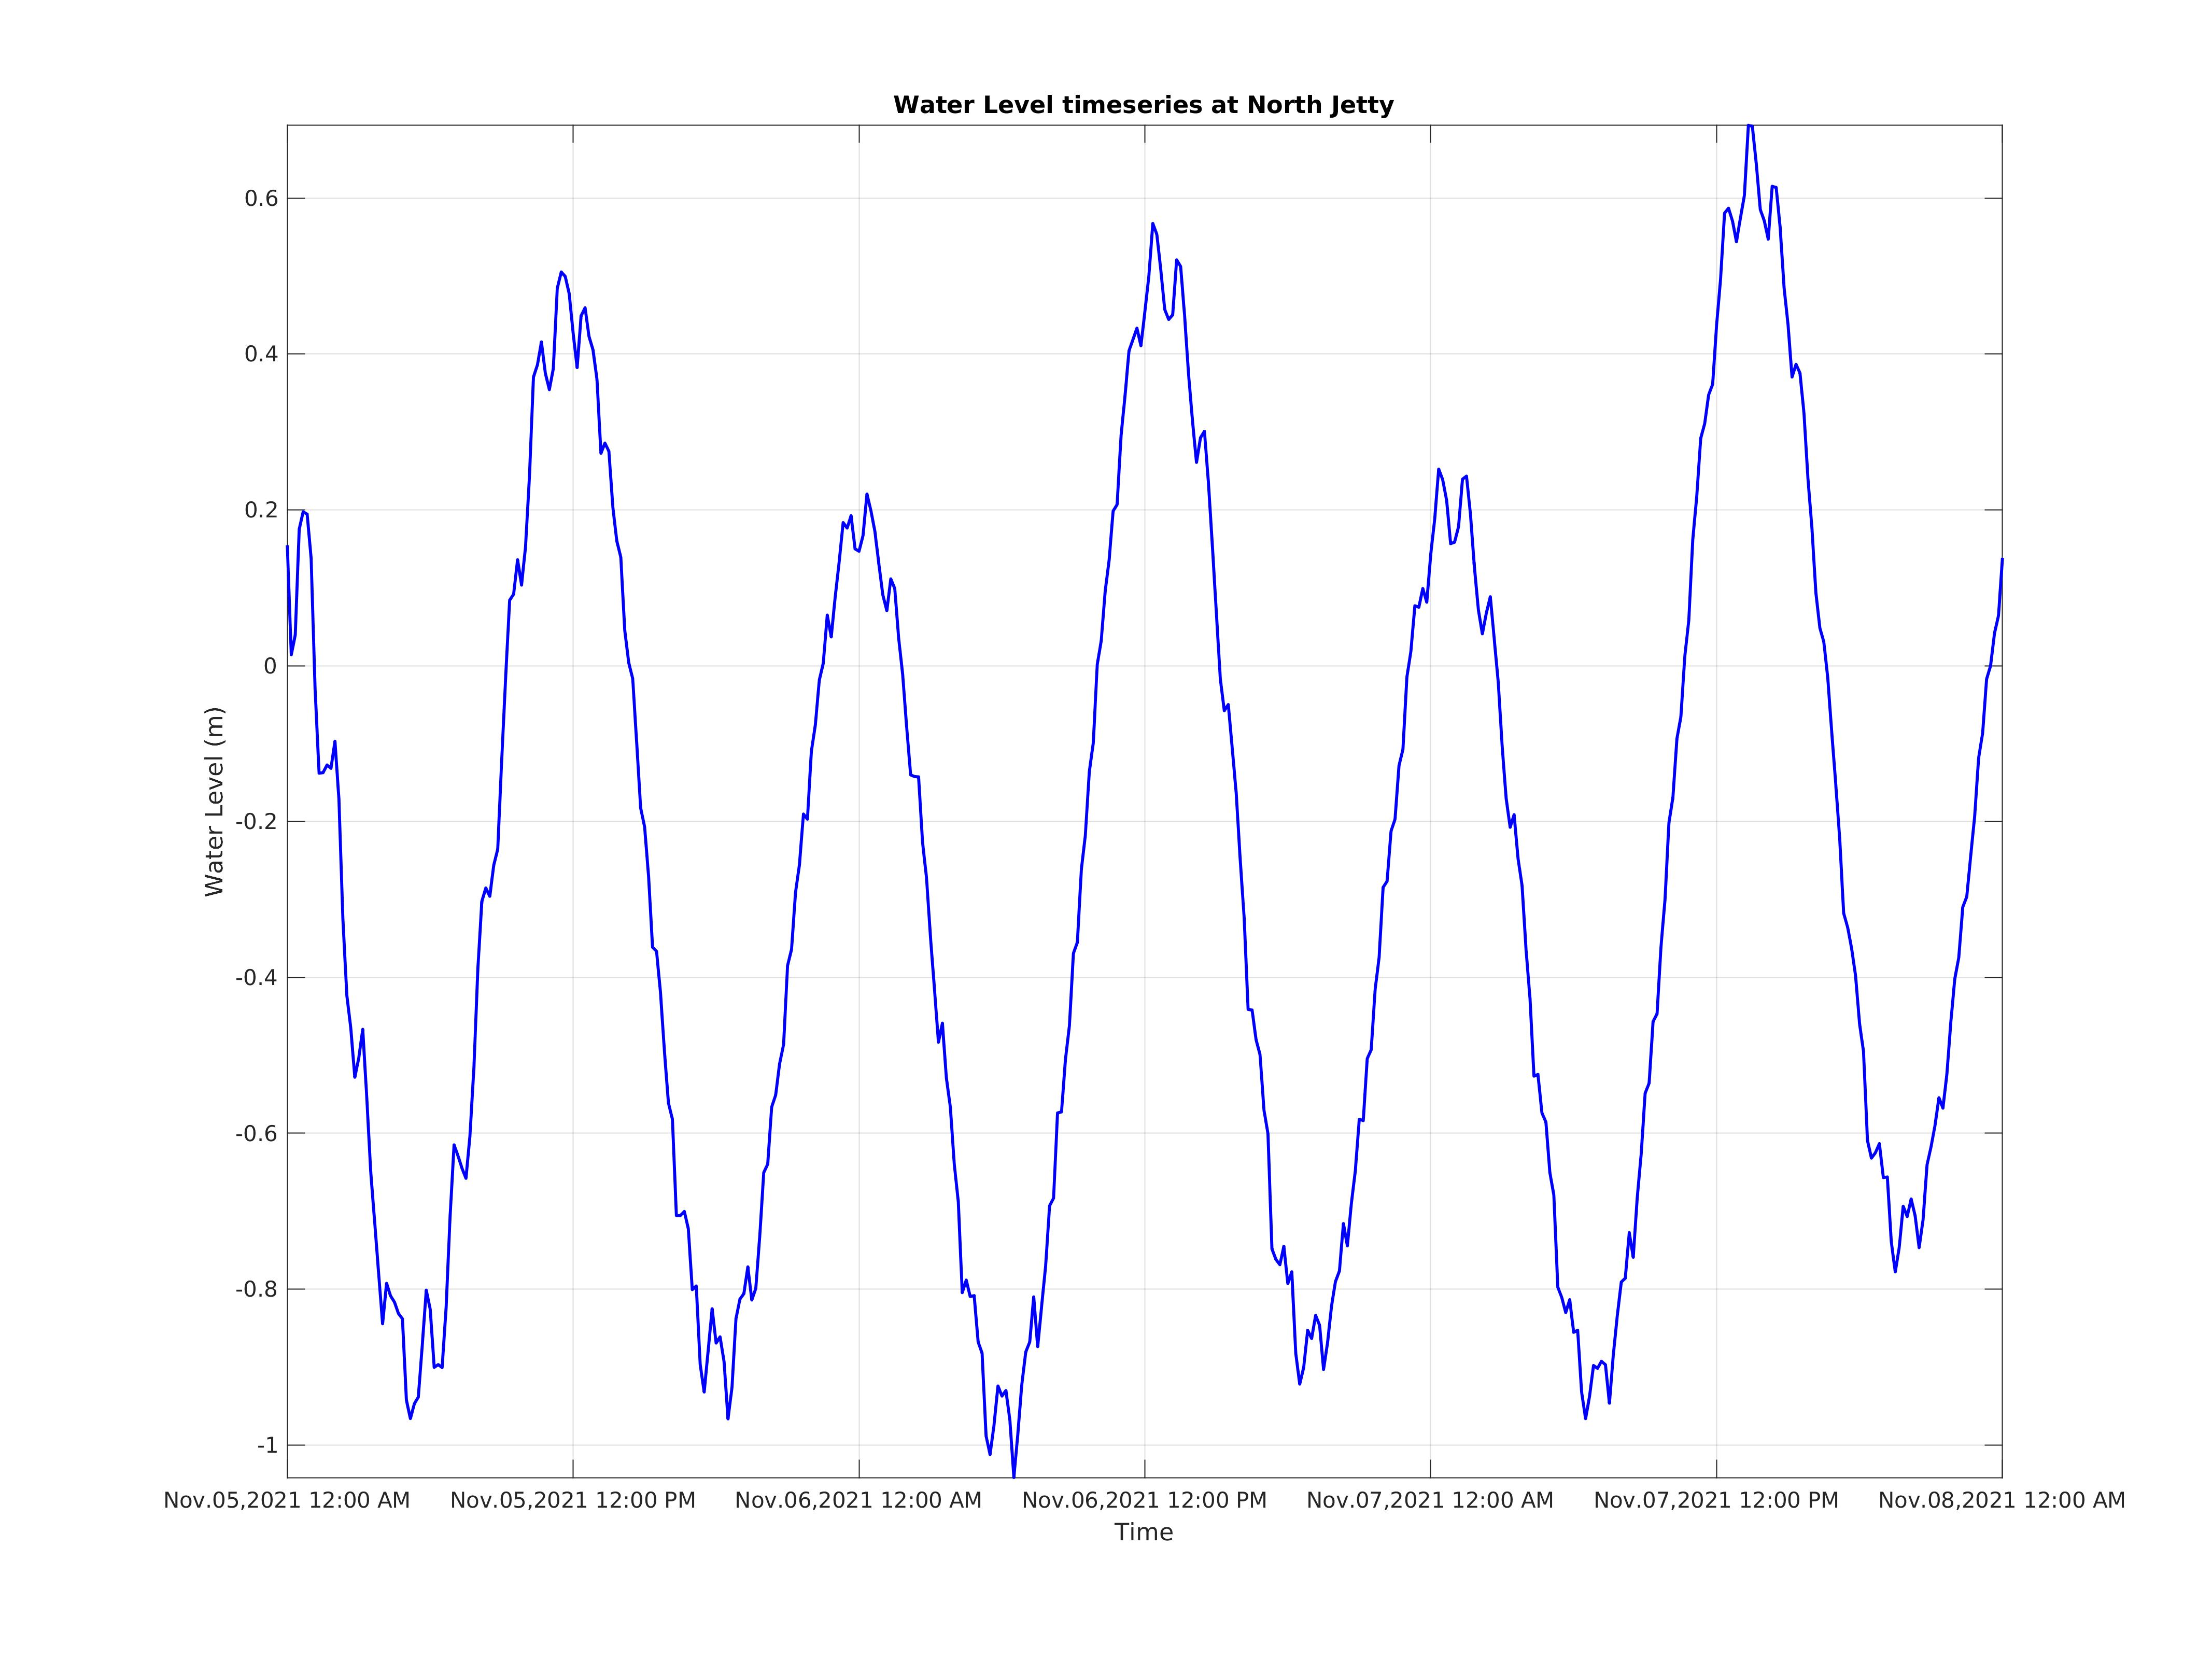 Water Level timeseries at North Jetty
0.6
0.4
0.2
0
-0.2
-0.4
-0.6
-0.8
-1
Water Level (m)
Nov.05,2021 12:00 AM Nov.05,2021 12:00 PM Nov.06,2021 12:00 AM Nov.06,2021 12:00 PM Nov.07,2021 12:00 AM Nov.07,2021 12:00 PM Nov.08,2021 12:00 AM
Time